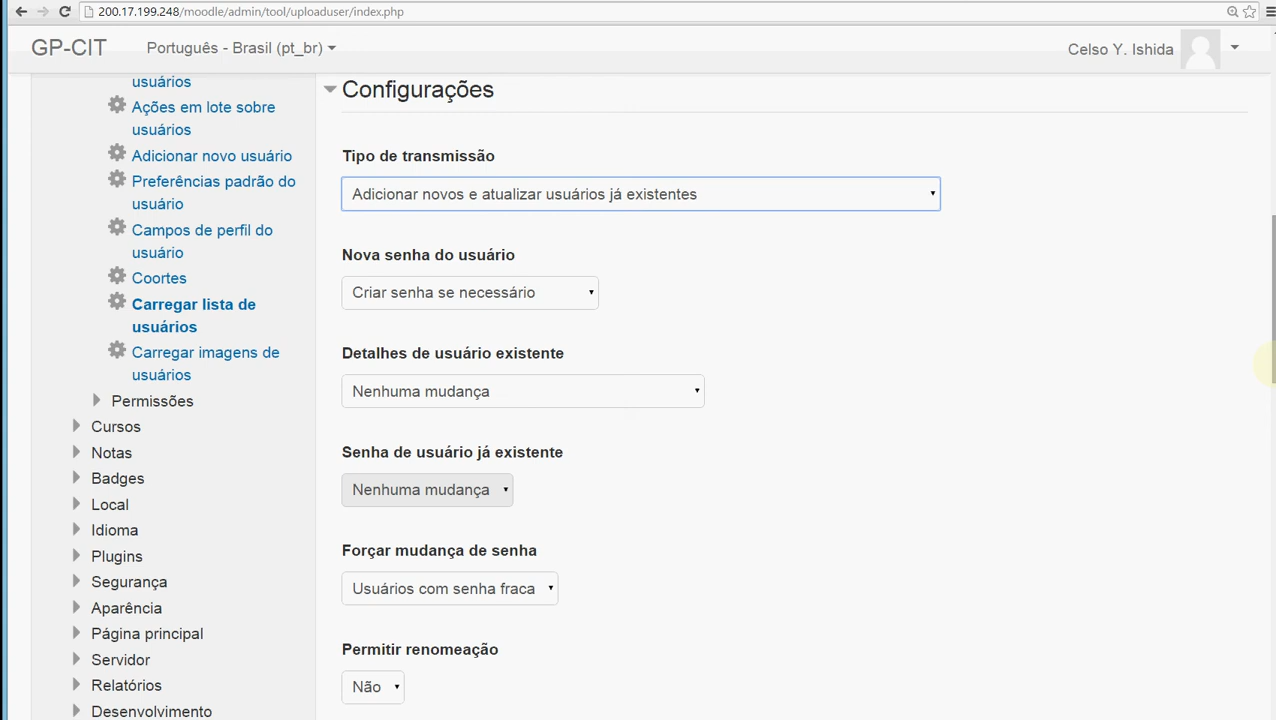 200.17.199.248/moodle/admin/tool/uploaduser/index.php
GP-CIT
Português - Brasil (pt_br)
Celso Y. Ishida
usuários
Ações em lote sobre
usuários
Adicionar novo usuário
Preferências padrão do
usuário
Campos de perfil do
usuário
Coortes
Carregar lista de
usuários
Carregar imagens de
usuários
Permissões
Cursos
Notas
Badges
Local
Idioma
Plugins
Segurança
Aparência
Página principal
Servidor
Relatórios
Desenvolvimento
Configurações
Tipo de transmissão
Adicionar novos e atualizar usuários já existentes
Nova senha do usuário
Criar senha se necessário
Detalhes de usuário existente
Nenhuma mudança
Senha de usuário já existente
Nenhuma mudança
Forçar mudança de senha
Usuários com senha fraca
Permitir renomeação
Não